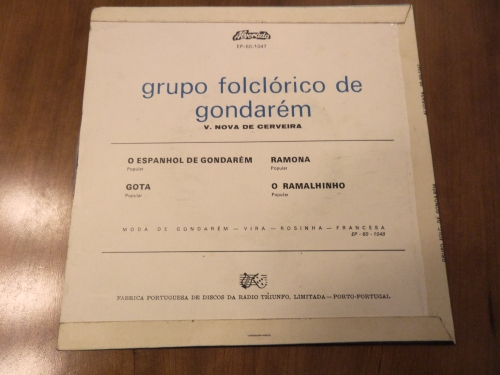 Alvorada
EP-60-1047
grupo folclórico de
gondarém
V. NOVA DE CERVEIRA
O ESPANHOL DE GONDARÉM
Popular
RAMONA
Popular
GOTA
Popular
O RAMALHINHO
Popular
MODA DE GONDARÉM — VIRA — ROSINHA — FRANCESA
EP - 60 - 1048
FABRICA PORTUGUESA DE DISCOS DA RADIO TRIUNFO, LIMITADA — PORTO-PORTUGAL